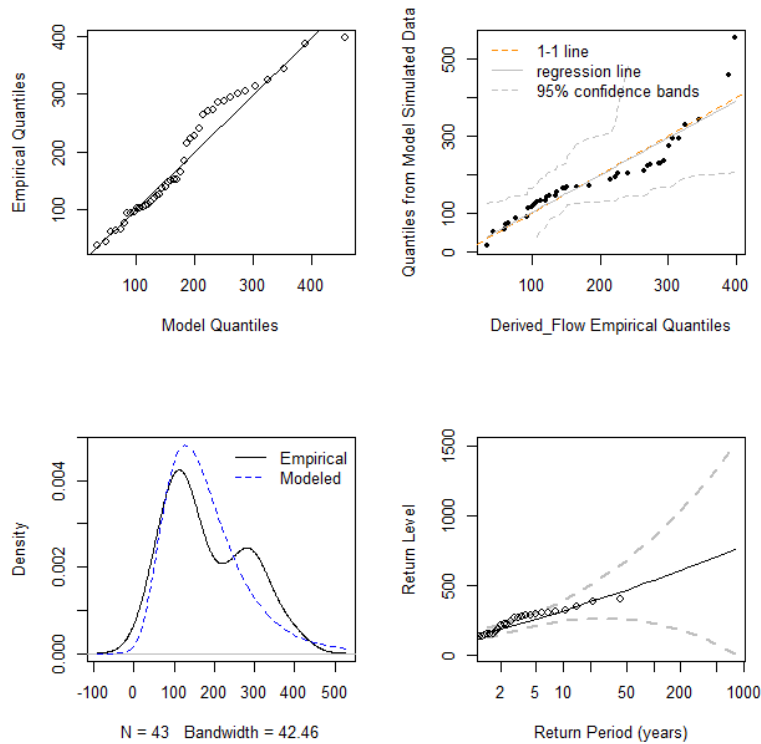 Empirical Quantiles
400
300
200
100
100 200 300 400
Model Quantiles
Quantiles from Model Simulated Data
500
300
100
0
1-1 line
regression line
95% confidence bands
100 200 300 400
Derived_Flow Empirical Quantiles
Density
0.004
0.002
0.000
Empirical
Modeled
-100 0 100 200 300 400 500
N = 43 Bandwidth = 42.46
Return Level
1500
1000
500
0
2 5 10 50 200 1000
Return Period (years)